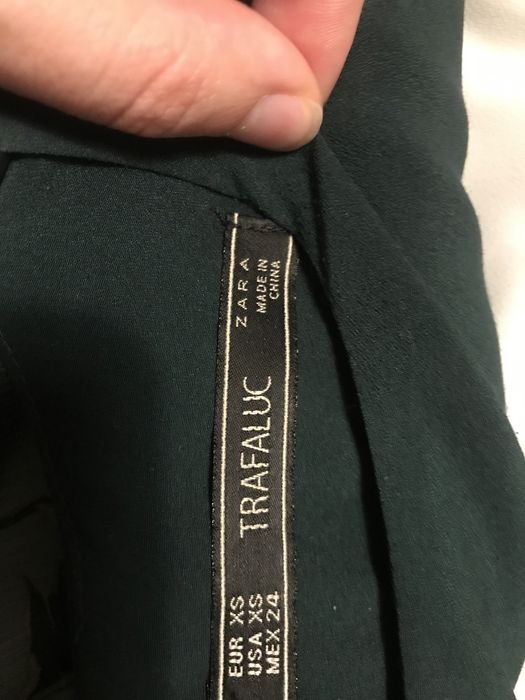 ZARA
MADE IN
CHINA
TRAFALUC
EUR XS
USA XS
MEX 24